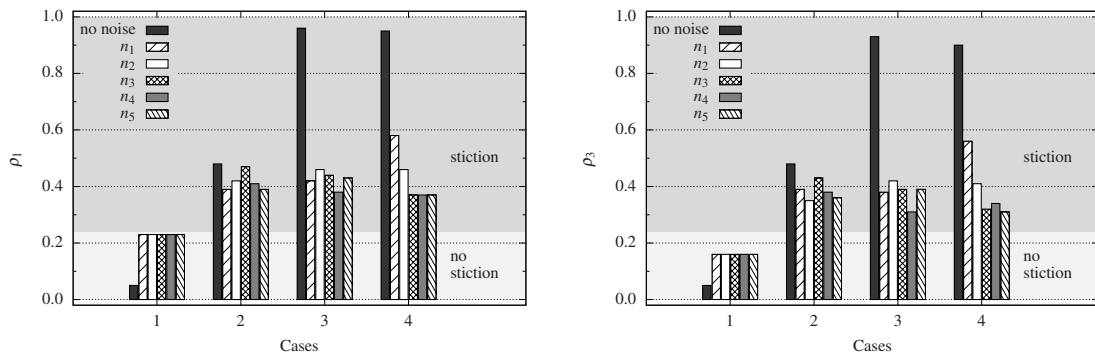 1.0
0.8
0.6
0.4
0.2
0.0
ρ1
no noise
n1
n2
n3
n4
n5
stiction
no
stiction
1 2 3 4
Cases
1.0
0.8
0.6
0.4
0.2
0.0
ρ3
no noise
n1
n2
n3
n4
n5
stiction
no
stiction
1 2 3 4
Cases